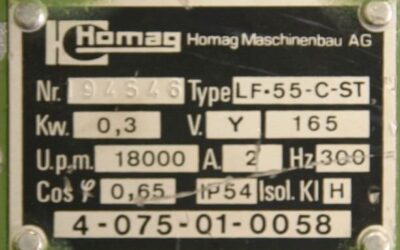 Homag Homag Maschinenbau AG
Nr. 94646 Type LF·55-C-ST
Kw. 0,3 V. Y 165
U.p.m. 18000 A. 2 Hz 300
Cos φ 0,65 IP54 Isol. Kl H
4-075-01-0058